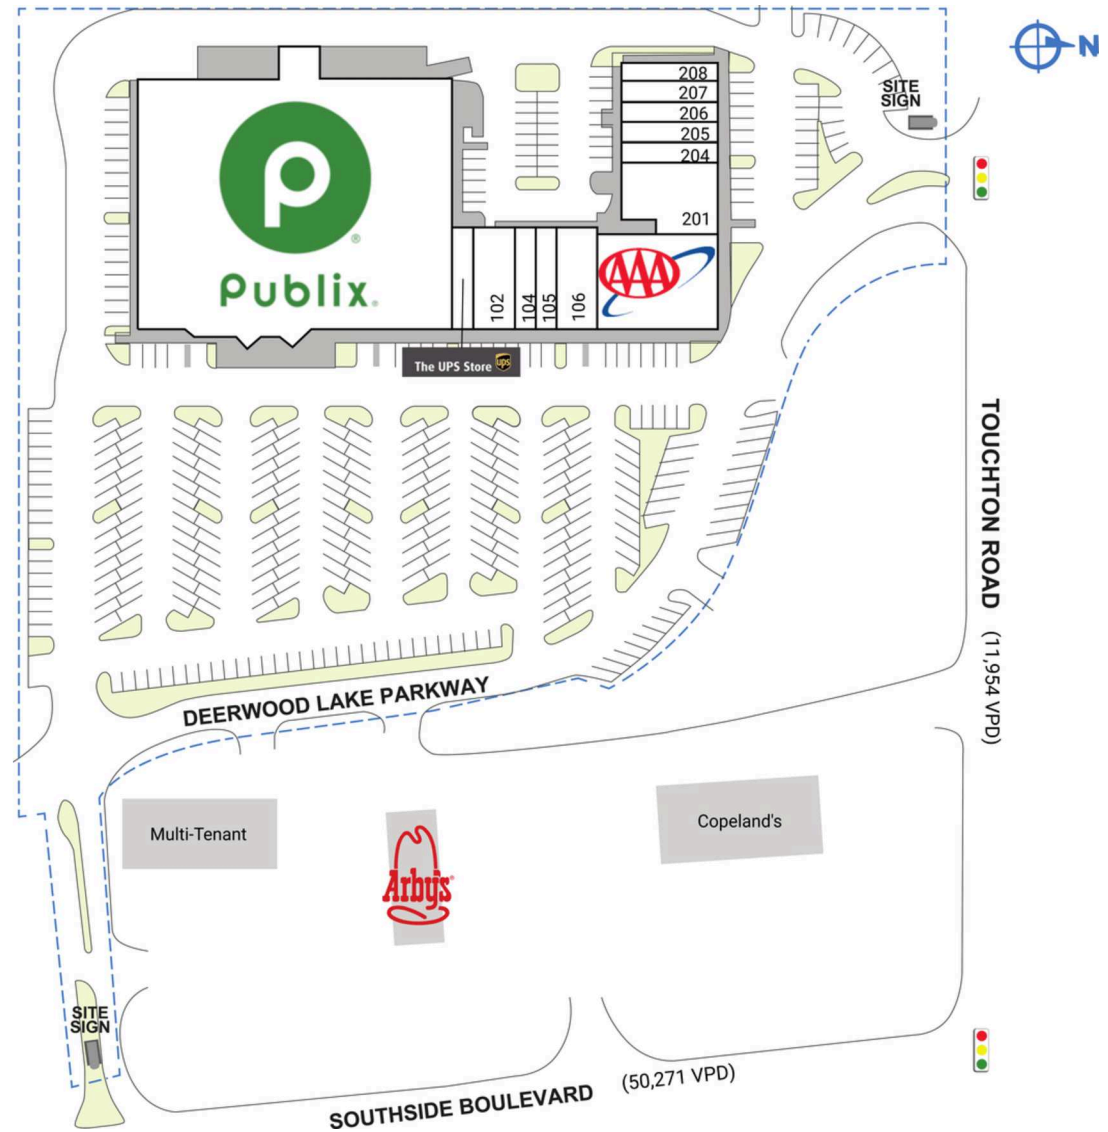 N
SITE
SIGN
208
207
206
205
204
201
Publix®
AAA
102
104
105
106
The UPS Store ups
TOUCHTON ROAD (11,954 VPD)
DEERWOOD LAKE PARKWAY
Multi-Tenant
Arby's®
Copeland's
SITE
SIGN
SOUTHSIDE BOULEVARD (50,271 VPD)